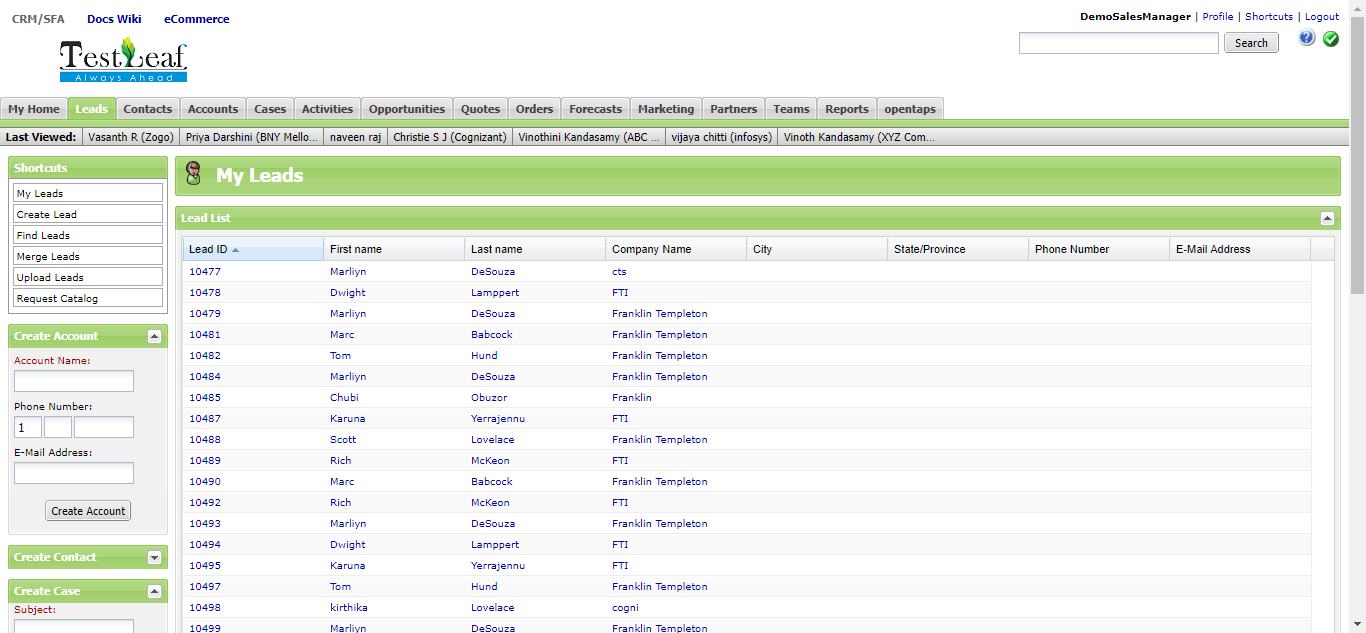 CRM/SFA Docs Wiki eCommerce
DemoSalesManager | Profile | Shortcuts | Logout
Search
TestLeaf
Always Ahead
My Home Leads Contacts Accounts Cases Activities Opportunities Quotes Orders Forecasts Marketing Partners Teams Reports opentaps
Last Viewed: Vasanth R (Zogo) Priya Darshini (BNY Mello... naveen raj Christie S J (Cognizant) Vinothini Kandasamy (ABC ... vijaya chitti (infosys) Vinoth Kandasamy (XYZ Com...
Shortcuts
My Leads
Create Lead
Find Leads
Merge Leads
Upload Leads
Request Catalog
Create Account
Account Name:
Phone Number:
1
E-Mail Address:
Create Account
Create Contact
Create Case
Subject:
My Leads
Lead List
Lead ID First name Last name Company Name City State/Province Phone Number E-Mail Address
10477 Marliyn DeSouza cts
10478 Dwight Lamppert FTI
10479 Marliyn DeSouza Franklin Templeton
10481 Marc Babcock Franklin Templeton
10482 Tom Hund Franklin Templeton
10484 Marliyn DeSouza Franklin Templeton
10485 Chubi Obuzor Franklin
10487 Karuna Yerrajennu FTI
10488 Scott Lovelace Franklin Templeton
10489 Rich McKeon FTI
10490 Marc Babcock Franklin Templeton
10492 Rich McKeon FTI
10493 Marliyn DeSouza Franklin Templeton
10494 Dwight Lamppert FTI
10495 Karuna Yerrajennu FTI
10497 Tom Hund Franklin Templeton
10498 kirthika Lovelace cogni
10499 Marliyn DeSouza Franklin Templeton